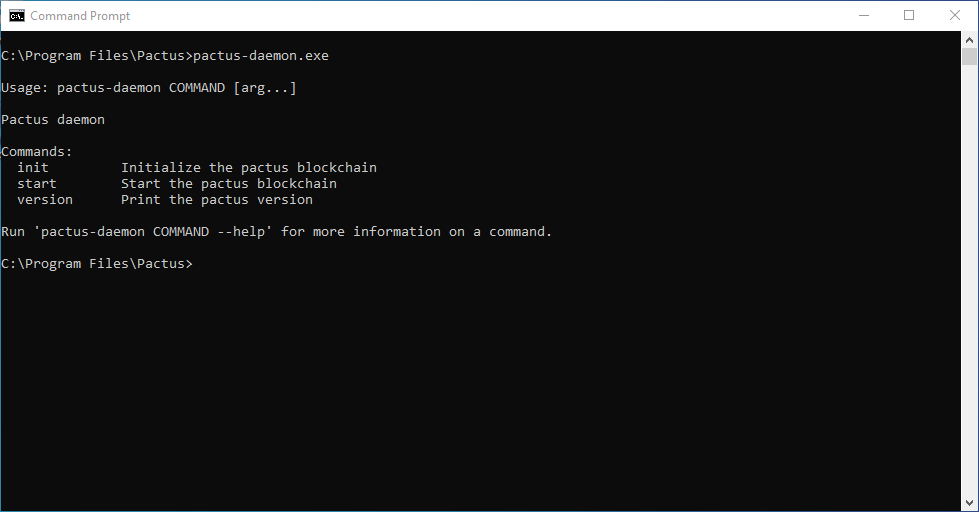 Command Prompt
C:\Program Files\Pactus>pactus-daemon.exe
Usage: pactus-daemon COMMAND [arg...]
Pactus daemon
Commands:
init Initialize the pactus blockchain
start Start the pactus blockchain
version Print the pactus version
Run 'pactus-daemon COMMAND --help' for more information on a command.
C:\Program Files\Pactus>